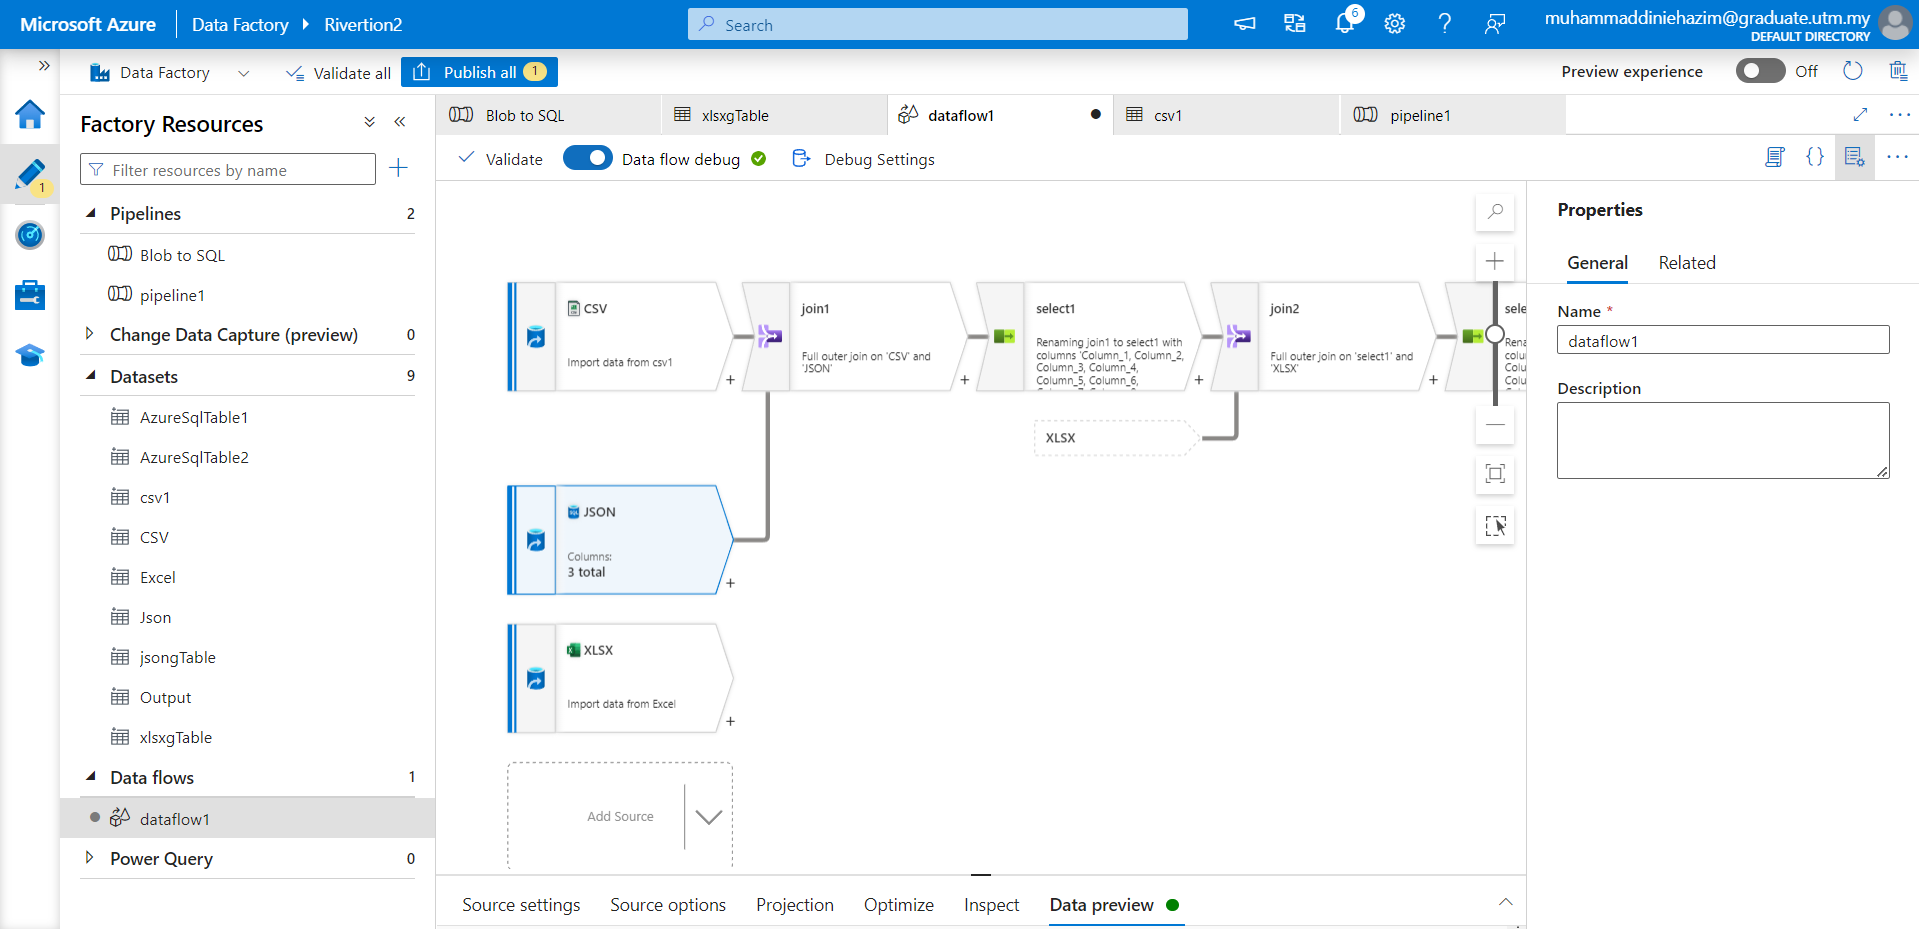 Microsoft Azure
Data Factory
Rivertion2
Search
6
muhammaddiniehazim@graduate.utm.my
DEFAULT DIRECTORY
Data Factory
Validate all
Publish all
1
Preview experience
Off
1
Factory Resources
Filter resources by name
Pipelines 2
Blob to SQL
pipeline1
Change Data Capture (preview) 0
Datasets 9
AzureSqlTable1
AzureSqlTable2
csv1
CSV
Excel
Json
jsongTable
Output
xlsxgTable
Data flows 1
dataflow1
Power Query 0
Blob to SQL
xlsxgTable
dataflow1
csv1
pipeline1
Validate
Data flow debug
Debug Settings
CSV
Import data from csv1
join1
Full outer join on 'CSV' and
'JSON'
select1
Renaming join1 to select1 with
columns 'Column_1, Column_2,
Column_3, Column_4,
Column_5, Column_6,
join2
Full outer join on 'select1' and
'XLSX'
sele
Rena
colu
Colu
Colu
XLSX
JSON
Columns:
3 total
XLSX
Import data from Excel
Add Source
Source settings
Source options
Projection
Optimize
Inspect
Data preview
Properties
General
Related
Name *
dataflow1
Description